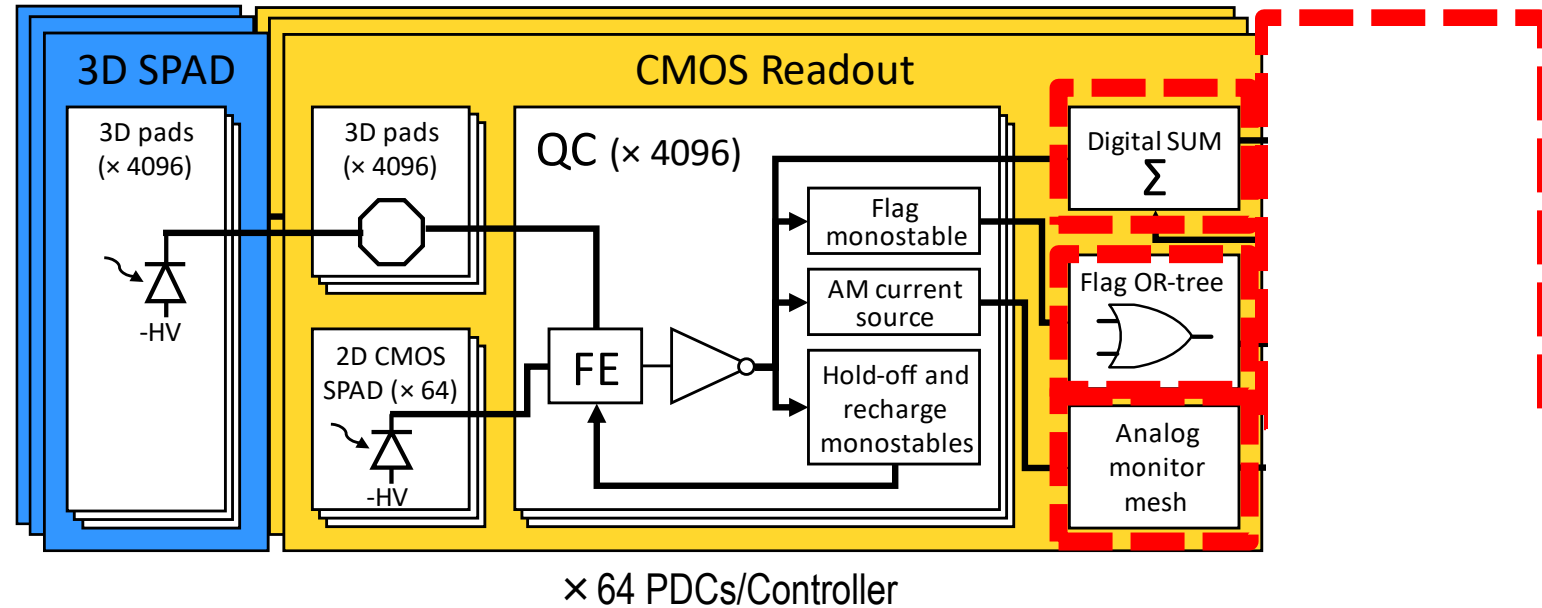 3D SPAD
3D pads
(× 4096)
-HV
CMOS Readout
3D pads
(× 4096)
2D CMOS
SPAD (× 64)
-HV
QC (× 4096)
FE
Flag
monostable
AM current
source
Hold-off and
recharge
monostables
Digital SUM
Σ
Flag OR-tree
Analog
monitor
mesh
× 64 PDCs/Controller